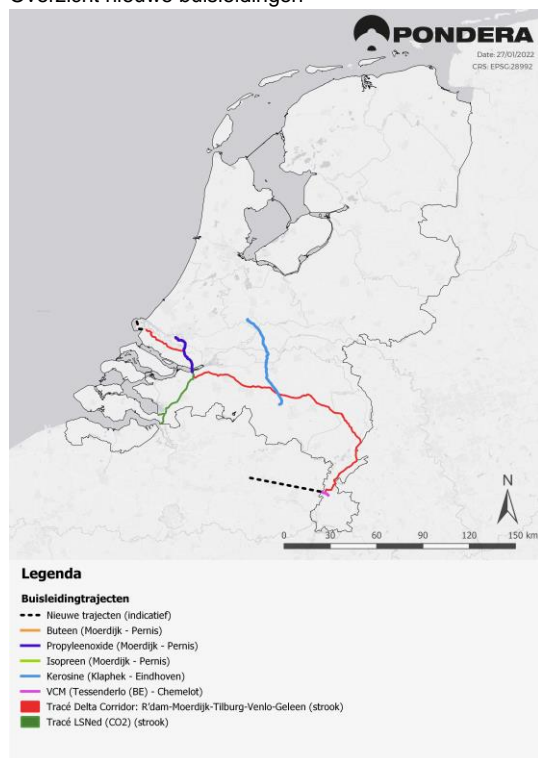 Overzicht nieuwe buisleidingen
PONDERA
Date: 27/01/2022
CRS: EPSG:28992
N
0 30 60 90 120 150 km
Legenda
Buisleidingtrajecten
Nieuwe trajecten (indicatief)
Buteen (Moerdijk - Pernis)
Propyleenoxide (Moerdijk - Pernis)
Isopreen (Moerdijk - Pernis)
Kerosine (Klaphek - Eindhoven)
VCM (Tessenderlo (BE) - Chemelot)
Tracé Delta Corridor: R'dam-Moerdijk-Tilburg-Venlo-Geleen (strook)
Tracé LSNed (CO2) (strook)